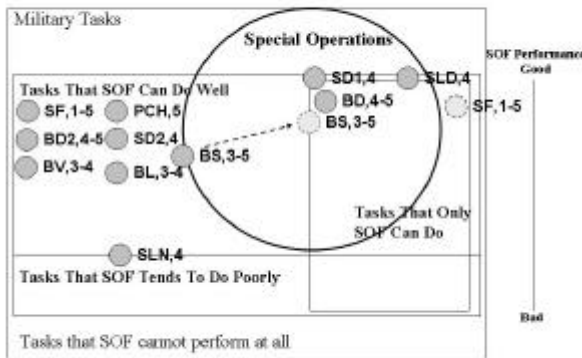 Military Tasks
Special Operations
SOF Performance
Good
Tasks That SOF Can Do Well
SD1,4
SLD,4
SF,1-5
PCH,5
BD,4-5
SF,1-5
BS,3-5
BD2,4-5
SD2,4
BS,3-5
BV,3-4
BL,3-4
Tasks That Only
SOF Can Do
SLN,4
Tasks That SOF Tends To Do Poorly
Bad
Tasks that SOF cannot perform at all